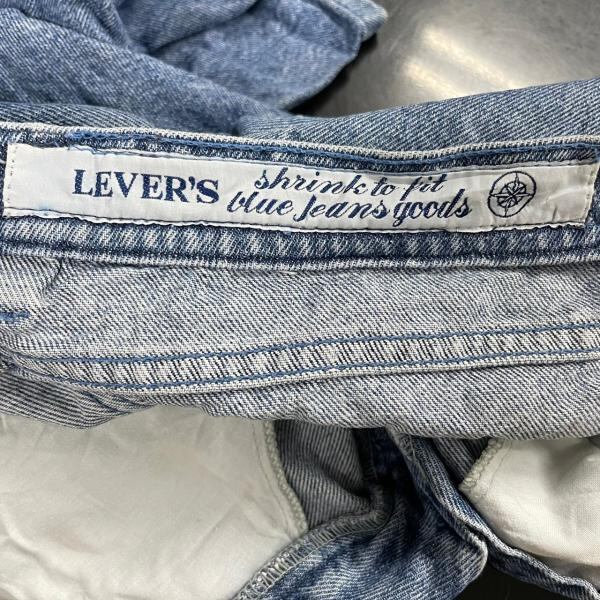 LEVER'S
shrink to fit
blue jeans goods